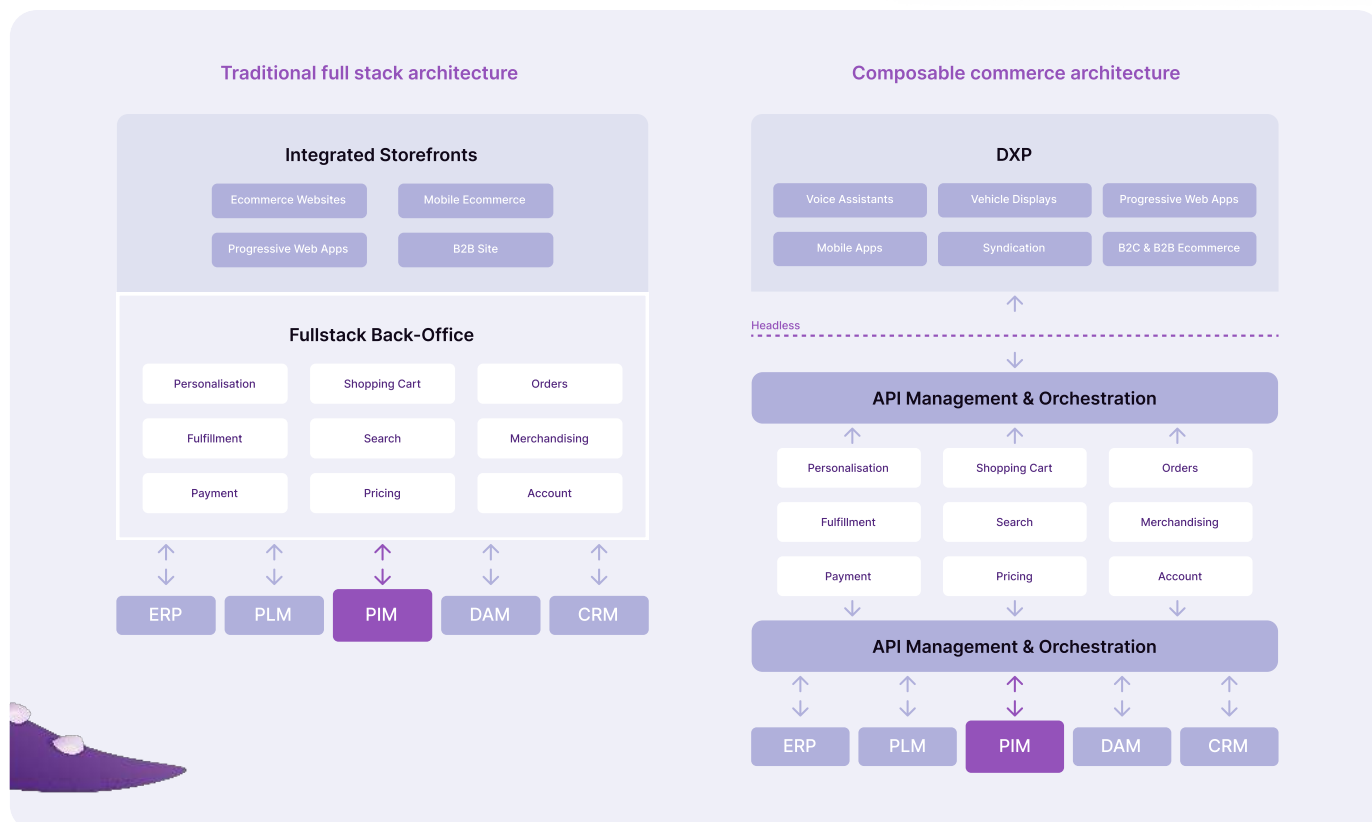 Traditional full stack architecture
Integrated Storefronts
Ecommerce Websites
Mobile Ecommerce
Progressive Web Apps
B2B Site
Fullstack Back-Office
Personalisation
Shopping Cart
Orders
Fulfillment
Search
Merchandising
Payment
Pricing
Account
ERP
PLM
PIM
DAM
CRM
Composable commerce architecture
DXP
Voice Assistants
Vehicle Displays
Progressive Web Apps
Mobile Apps
Syndication
B2C & B2B Ecommerce
Headless
API Management & Orchestration
Personalisation
Shopping Cart
Orders
Fulfillment
Search
Merchandising
Payment
Pricing
Account
API Management & Orchestration
ERP
PLM
PIM
DAM
CRM